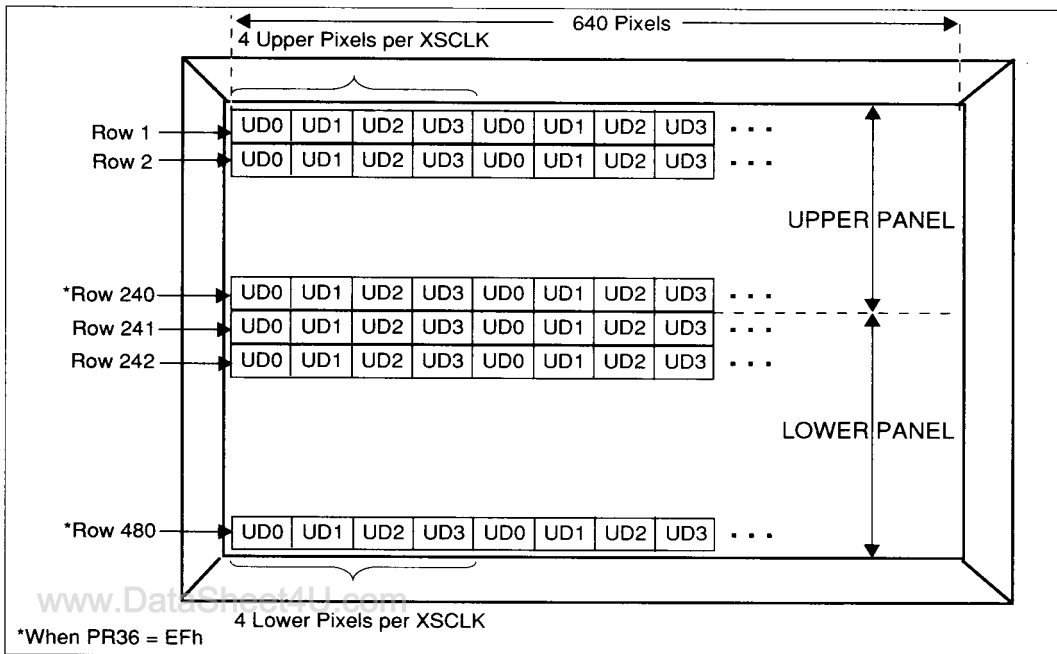 640 Pixels
4 Upper Pixels per XSCLK
Row 1 UD0 UD1 UD2 UD3 UD0 UD1 UD2 UD3 . . .
Row 2 UD0 UD1 UD2 UD3 UD0 UD1 UD2 UD3 . . .
UPPER PANEL
*Row 240 UD0 UD1 UD2 UD3 UD0 UD1 UD2 UD3 . . .
Row 241 UD0 UD1 UD2 UD3 UD0 UD1 UD2 UD3 . . .
Row 242 UD0 UD1 UD2 UD3 UD0 UD1 UD2 UD3 . . .
LOWER PANEL
*Row 480 UD0 UD1 UD2 UD3 UD0 UD1 UD2 UD3 . . .
www.DataSheet4U.com
4 Lower Pixels per XSCLK
*When PR36 = EFh